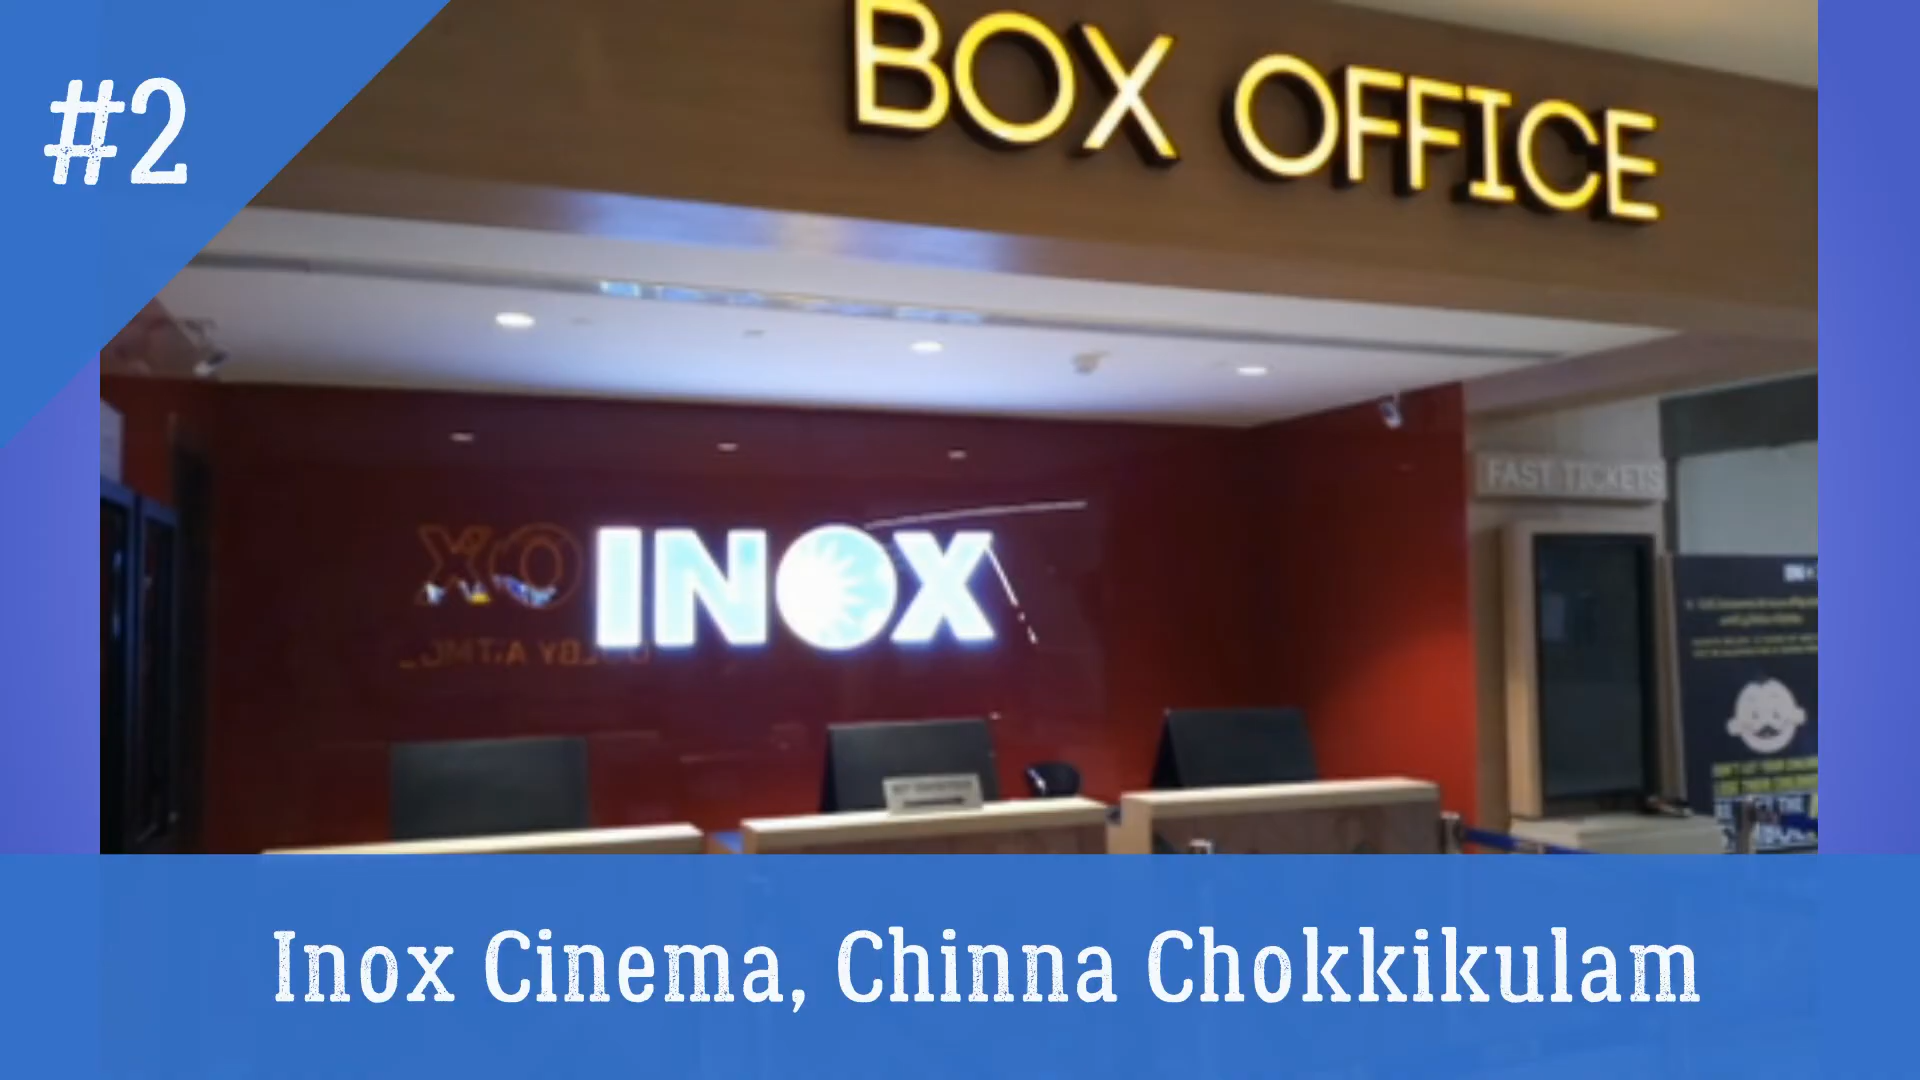 #2
BOX OFFICE
FAST TICKETS
INOX
Inox Cinema, Chinna Chokkikulam